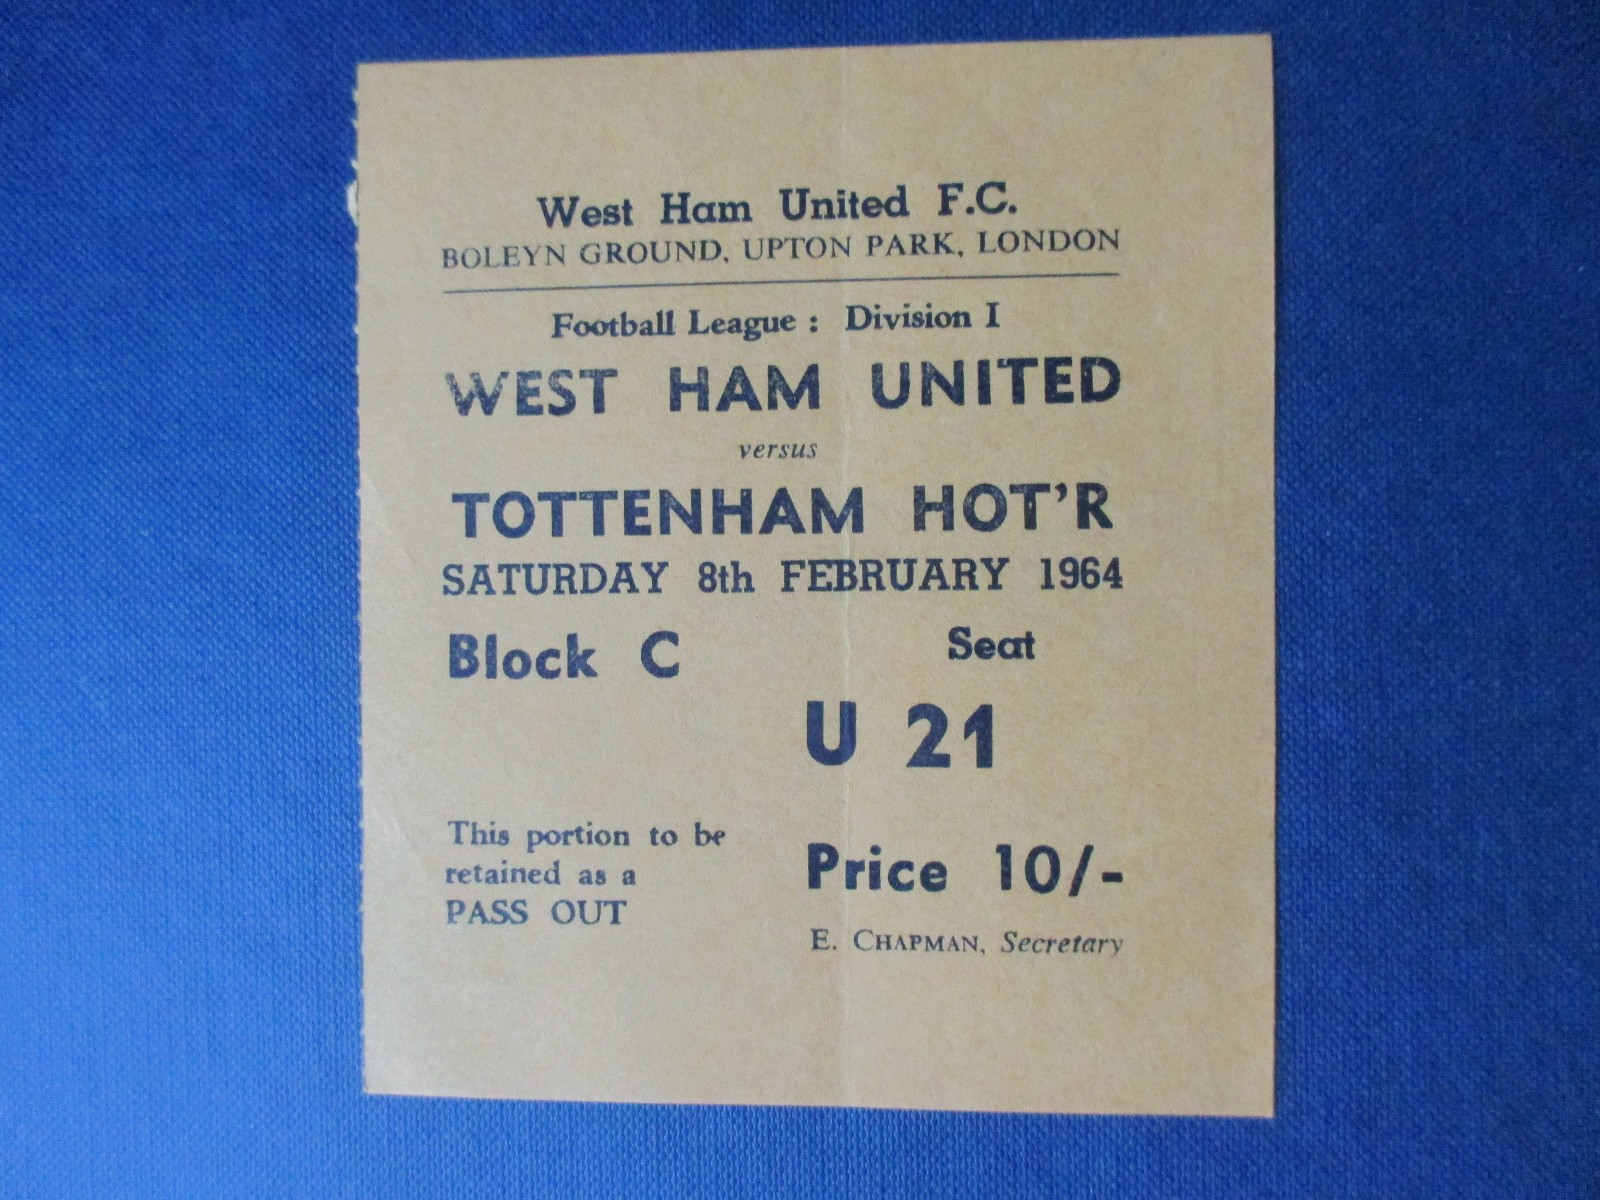 West Ham United F.C.
BOLEYN GROUND, UPTON PARK, LONDON
Football League : Division I
WEST HAM UNITED
versus
TOTTENHAM HOT'R
SATURDAY 8th FEBRUARY 1964
Block C
Seat
U 21
This portion to be
retained as a
PASS OUT
Price 10/-
E. CHAPMAN, Secretary